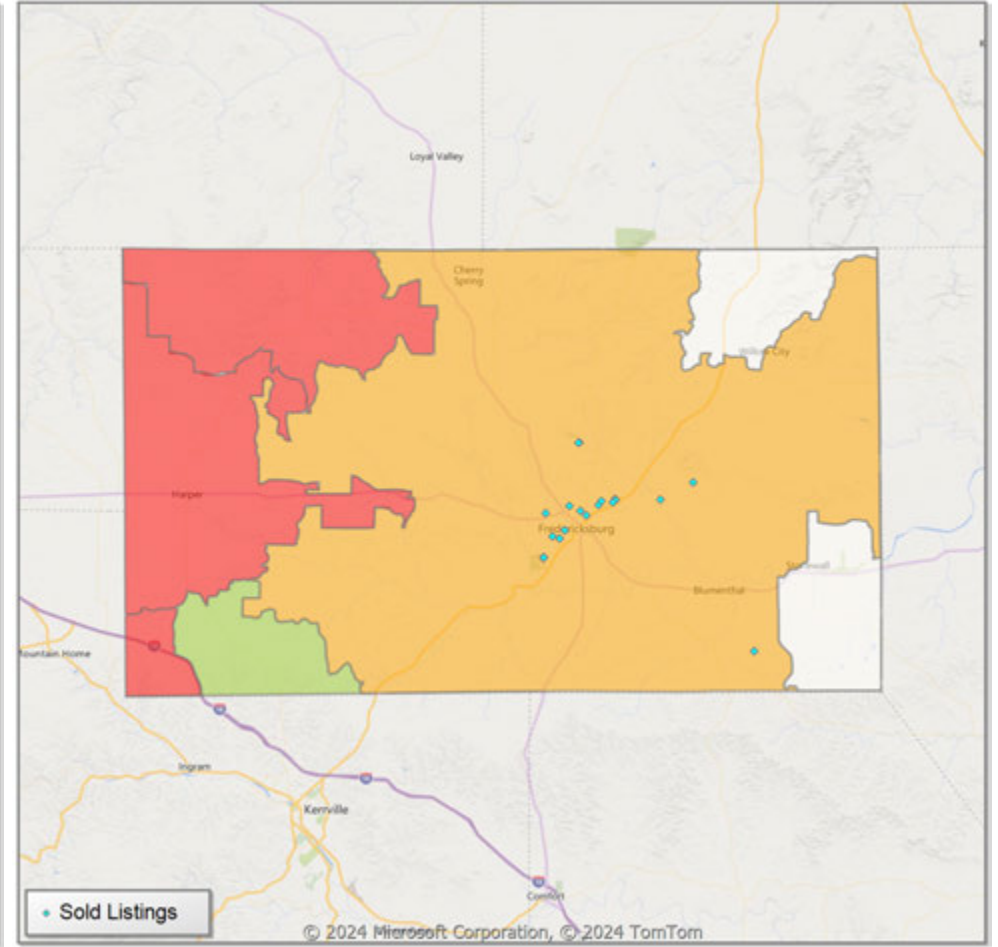 Loyal Valley
Cherry
Spring
Willow City
Harper
Fredericksburg
Stonewall
Blumenthal
Mountain Home
Ingram
Kerrville
Comfort
Sold Listings
© 2024 Microsoft Corporation, © 2024 TomTom